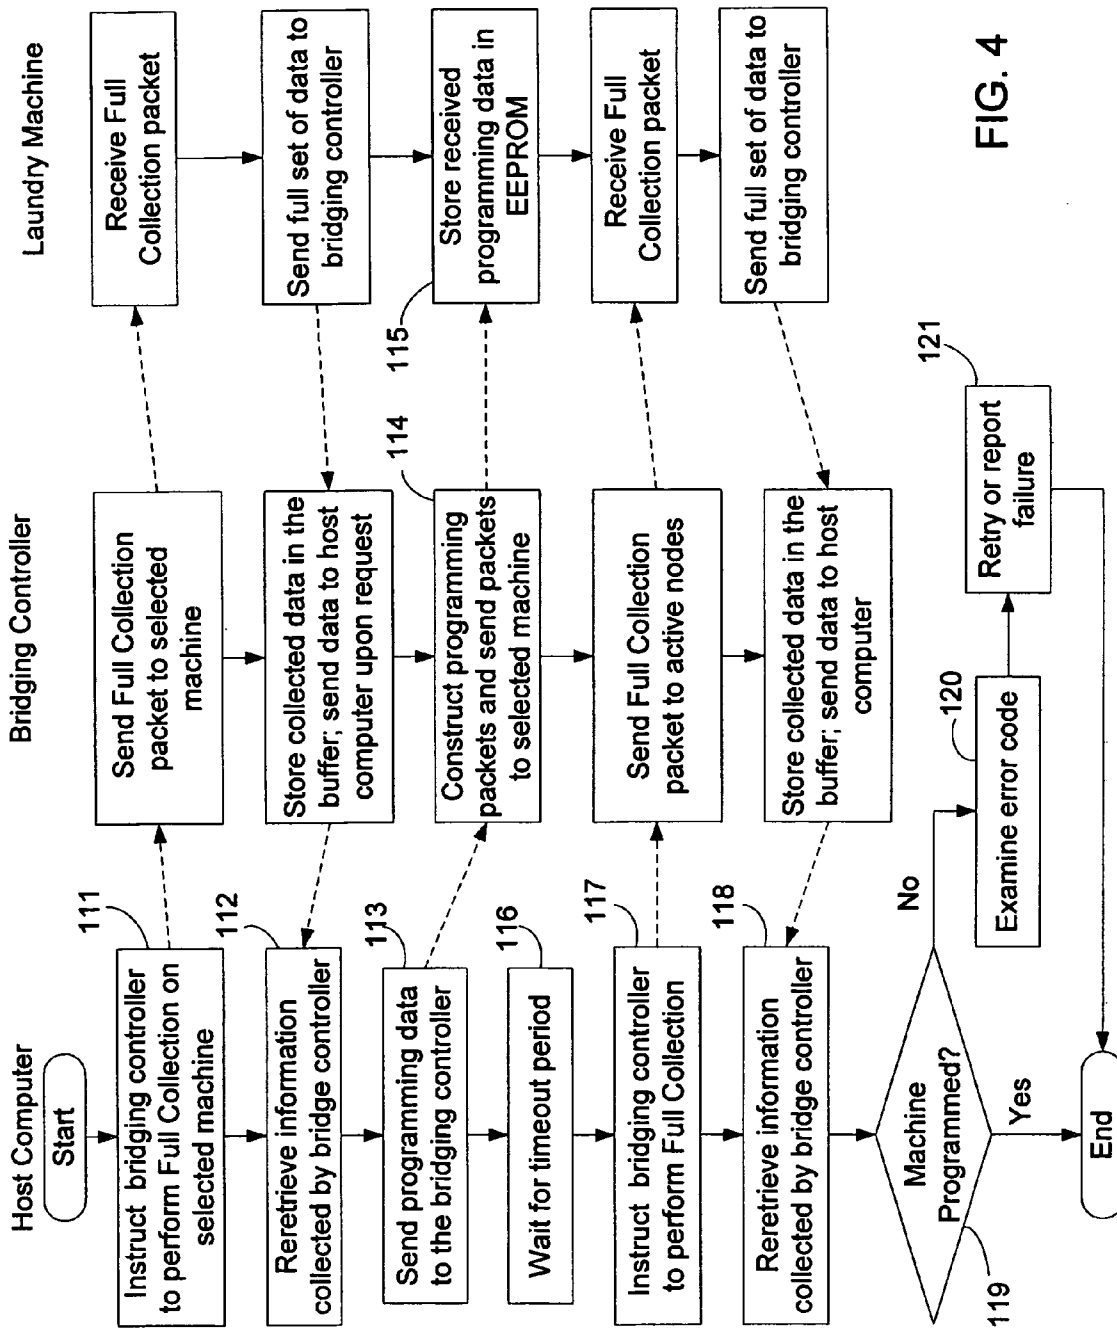 Host Computer
Start
Instruct bridging controller
to perform Full Collection on
selected machine
111
Reretrieve information
collected by bridge controller
112
Send programming data
to the bridging controller
113
Wait for timeout period
116
Instruct bridging controller
to perform Full Collection
117
Reretrieve information
collected by bridge controller
118
Machine
Programmed?
119
No
Yes
End
Examine error code
120
Retry or report
failure
121
Bridging Controller
Send Full Collection
packet to selected
machine
Store collected data in the
buffer; send data to host
computer upon request
Construct programming
packets and send packets
to selected machine
114
Send Full Collection
packet to active nodes
Store collected data in the
buffer; send data to host
computer
Laundry Machine
Receive Full
Collection packet
Send full set of data to
bridging controller
Store received
programming data in
EEPROM
115
Receive Full
Collection packet
Send full set of data to
bridging controller
FIG. 4